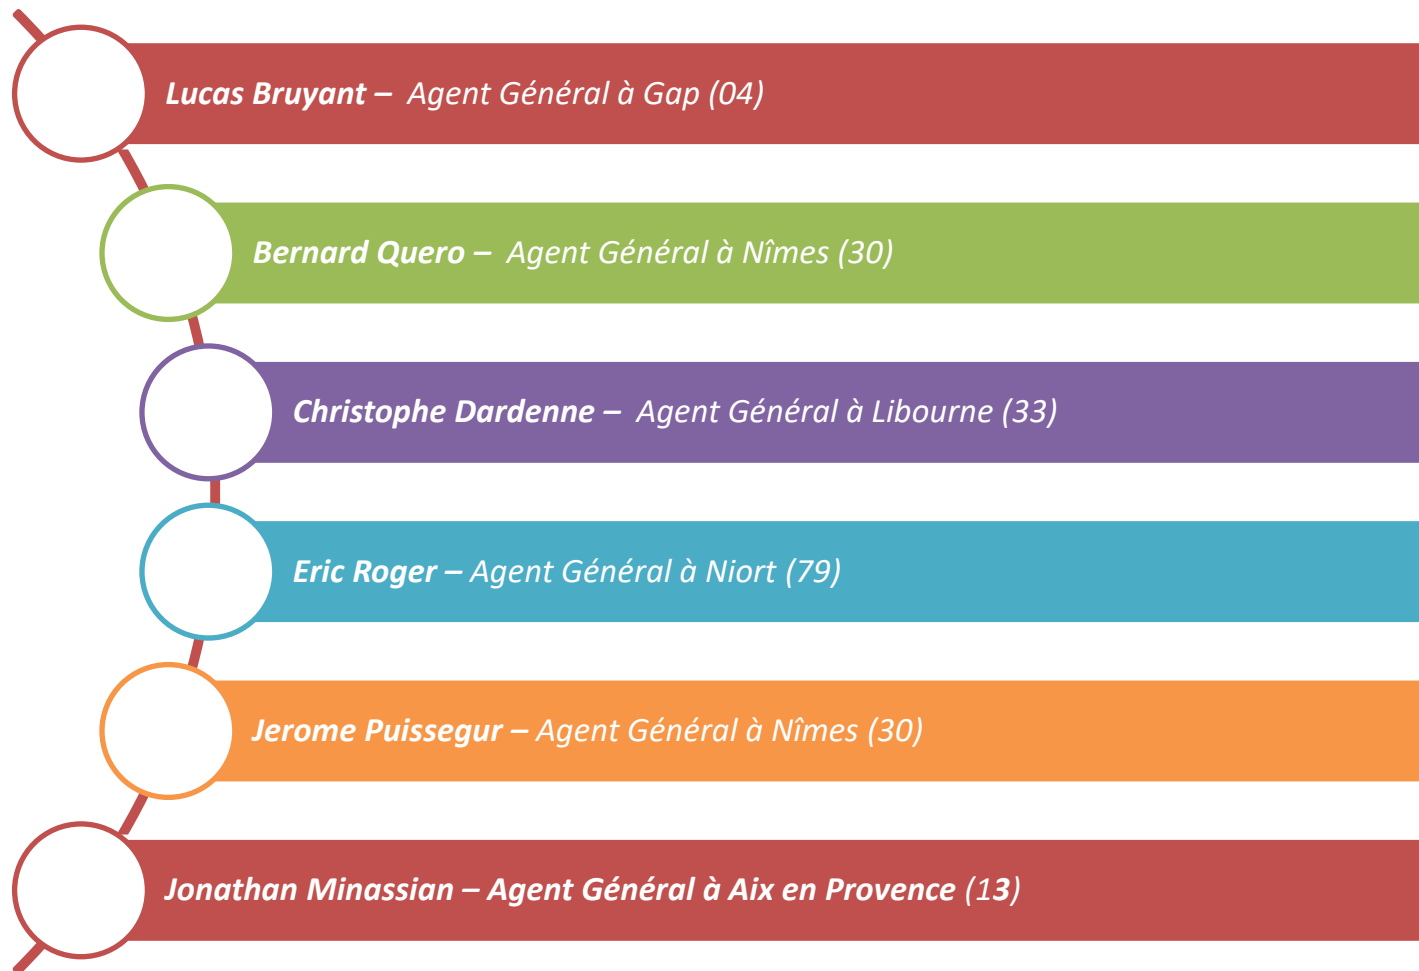 Lucas Bruyant – Agent Général à Gap (04)
Bernard Quero – Agent Général à Nîmes (30)
Christophe Dardenne – Agent Général à Libourne (33)
Eric Roger – Agent Général à Niort (79)
Jerome Puissegur – Agent Général à Nîmes (30)
Jonathan Minassian – Agent Général à Aix en Provence (13)